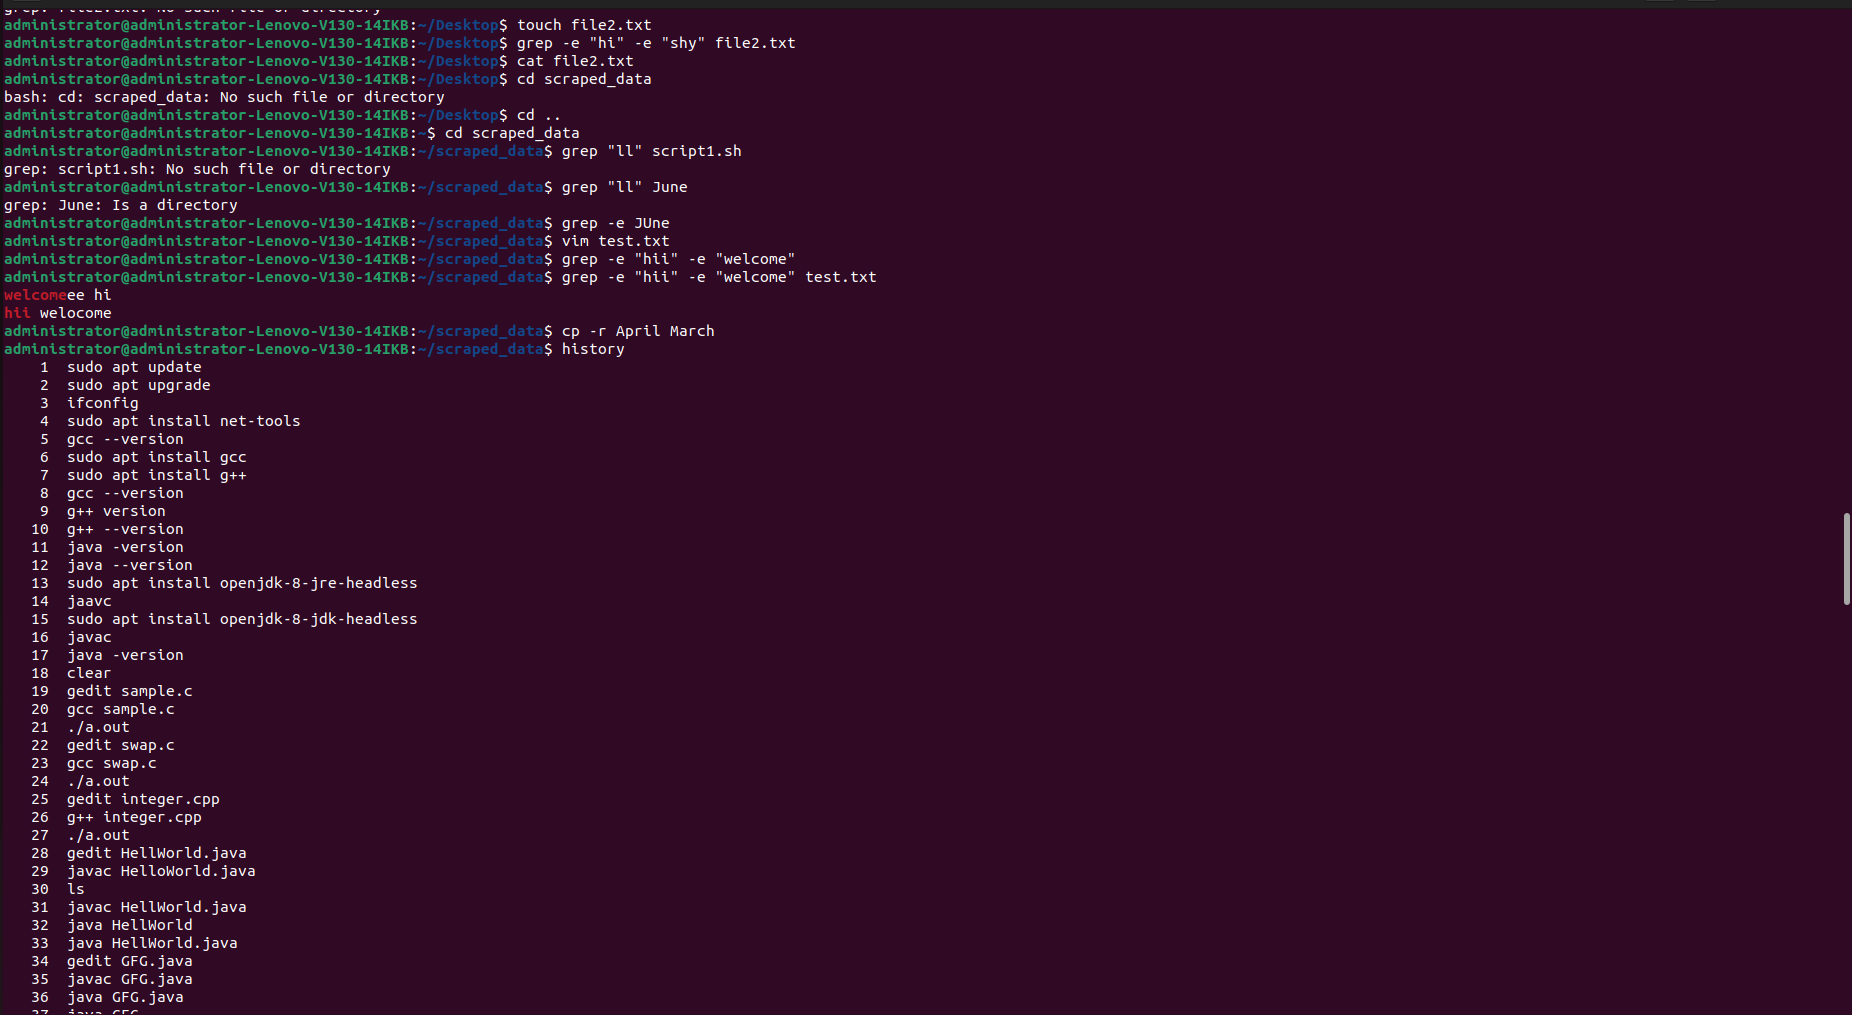 grep: file2.txt: No such file or directory
administrator@administrator-Lenovo-V130-14IKB:~/Desktop$ touch file2.txt
administrator@administrator-Lenovo-V130-14IKB:~/Desktop$ grep -e "hi" -e "shy" file2.txt
administrator@administrator-Lenovo-V130-14IKB:~/Desktop$ cat file2.txt
administrator@administrator-Lenovo-V130-14IKB:~/Desktop$ cd scraped_data
bash: cd: scraped_data: No such file or directory
administrator@administrator-Lenovo-V130-14IKB:~/Desktop$ cd ..
administrator@administrator-Lenovo-V130-14IKB:~$ cd scraped_data
administrator@administrator-Lenovo-V130-14IKB:~/scraped_data$ grep "ll" script1.sh
grep: script1.sh: No such file or directory
administrator@administrator-Lenovo-V130-14IKB:~/scraped_data$ grep "ll" June
grep: June: Is a directory
administrator@administrator-Lenovo-V130-14IKB:~/scraped_data$ grep -e JUne
administrator@administrator-Lenovo-V130-14IKB:~/scraped_data$ vim test.txt
administrator@administrator-Lenovo-V130-14IKB:~/scraped_data$ grep -e "hii" -e "welcome"
administrator@administrator-Lenovo-V130-14IKB:~/scraped_data$ grep -e "hii" -e "welcome" test.txt
welcomeee hi
hii welocome
administrator@administrator-Lenovo-V130-14IKB:~/scraped_data$ cp -r April March
administrator@administrator-Lenovo-V130-14IKB:~/scraped_data$ history
1 sudo apt update
2 sudo apt upgrade
3 ifconfig
4 sudo apt install net-tools
5 gcc --version
6 sudo apt install gcc
7 sudo apt install g++
8 gcc --version
9 g++ version
10 g++ --version
11 java -version
12 java --version
13 sudo apt install openjdk-8-jre-headless
14 jaavc
15 sudo apt install openjdk-8-jdk-headless
16 javac
17 java -version
18 clear
19 gedit sample.c
20 gcc sample.c
21 ./a.out
22 gedit swap.c
23 gcc swap.c
24 ./a.out
25 gedit integer.cpp
26 g++ integer.cpp
27 ./a.out
28 gedit HellWorld.java
29 javac HelloWorld.java
30 ls
31 javac HellWorld.java
32 java HellWorld
33 java HellWorld.java
34 gedit GFG.java
35 javac GFG.java
36 java GFG.java
37 java GFG